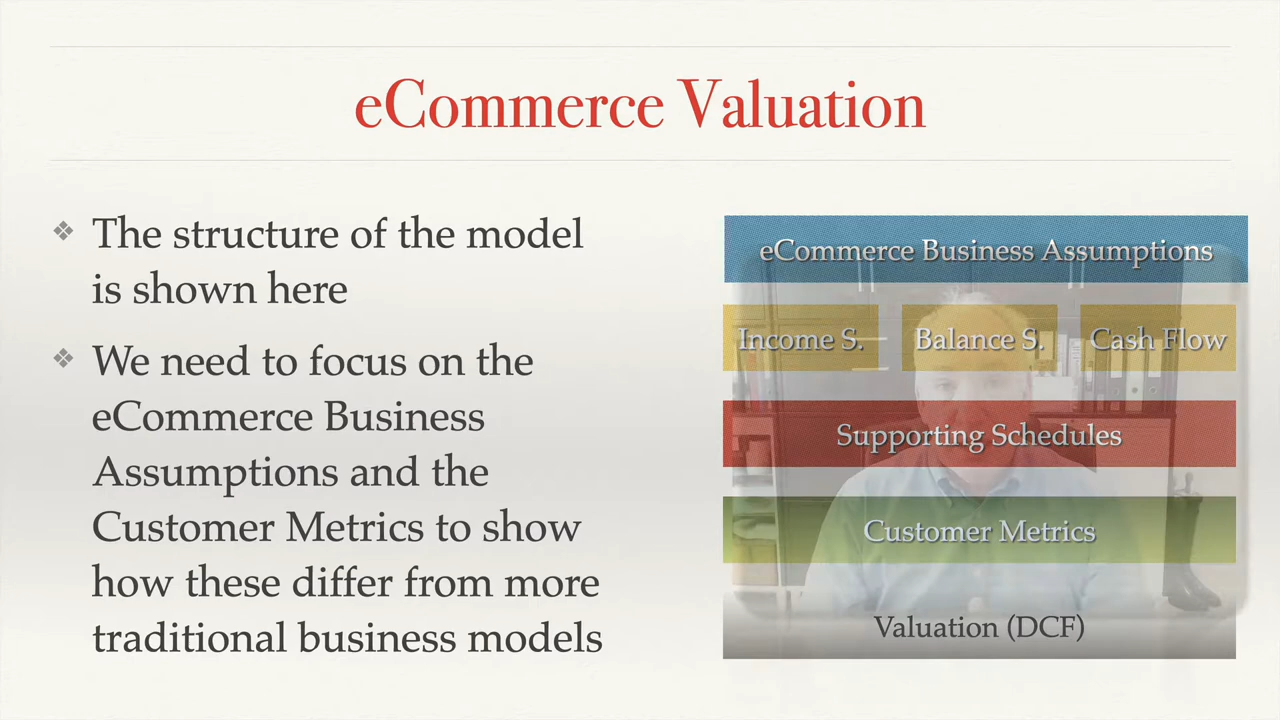 eCommerce Valuation
The structure of the model
is shown here
We need to focus on the
eCommerce Business
Assumptions and the
Customer Metrics to show
how these differ from more
traditional business models
eCommerce Business Assumptions
Income S.
Balance S.
Cash Flow
Supporting Schedules
Customer Metrics
Valuation (DCF)